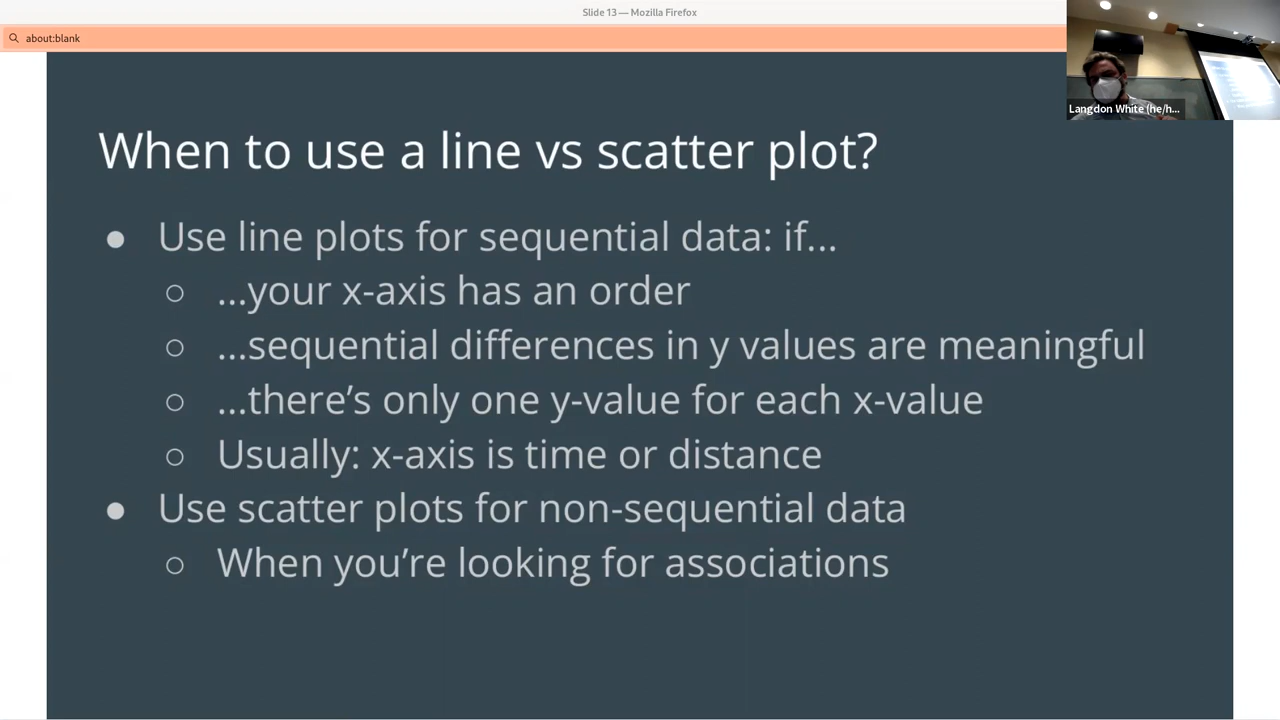 Slide 13 — Mozilla Firefox
about:blank
Langdon White (he/h...
When to use a line vs scatter plot?
● Use line plots for sequential data: if...
○ ...your x-axis has an order
○ ...sequential differences in y values are meaningful
○ ...there’s only one y-value for each x-value
○ Usually: x-axis is time or distance
● Use scatter plots for non-sequential data
○ When you’re looking for associations